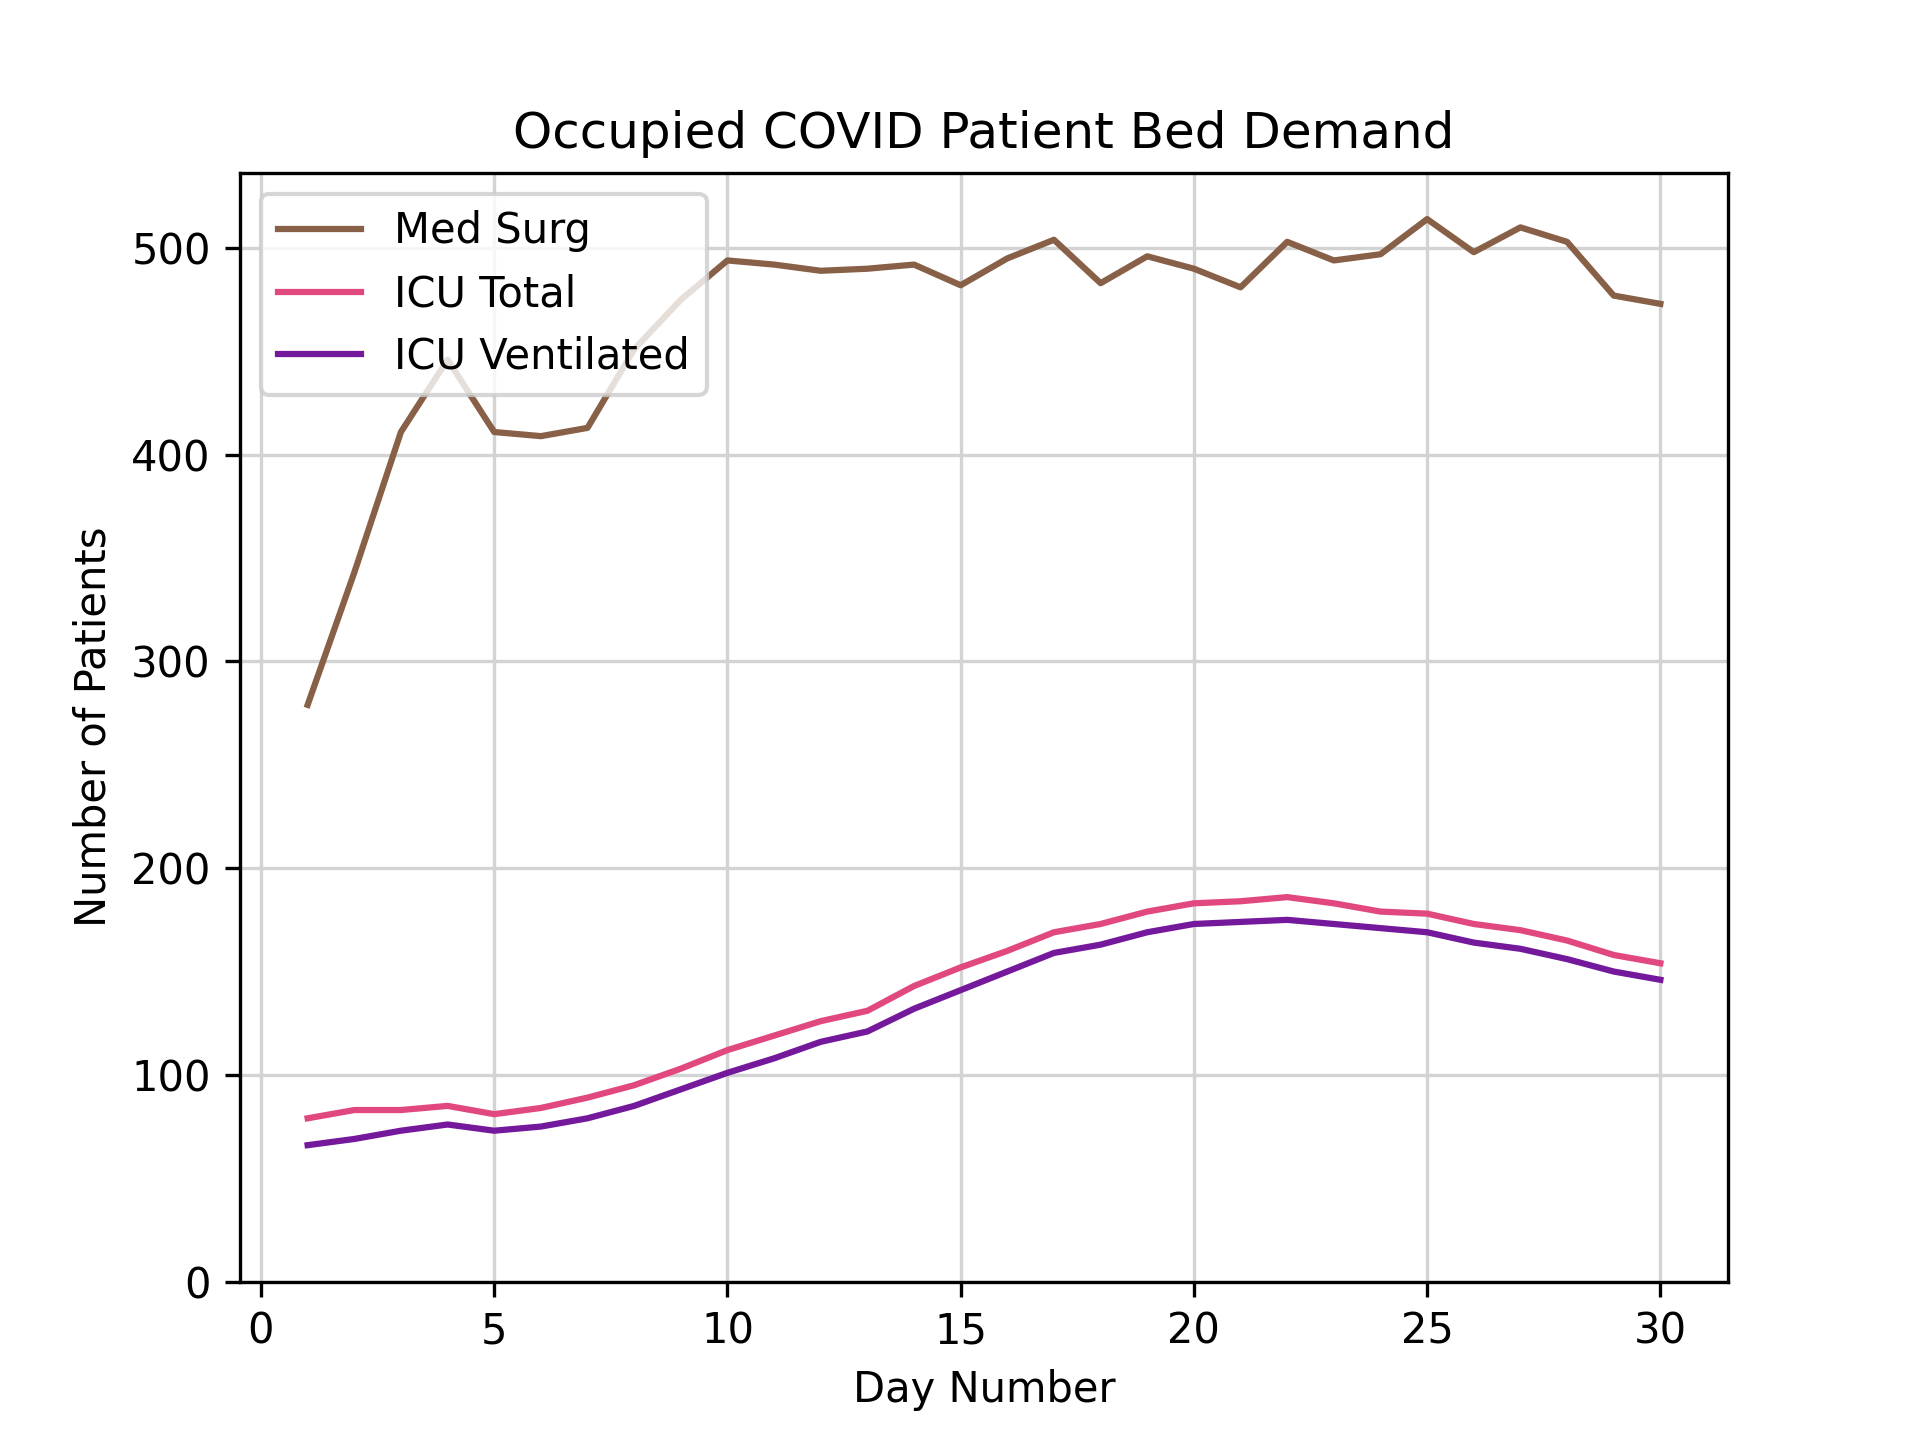 Occupied COVID Patient Bed Demand
Med Surg
ICU Total
ICU Ventilated
500
400
300
200
100
0
Number of Patients
0 5 10 15 20 25 30
Day Number